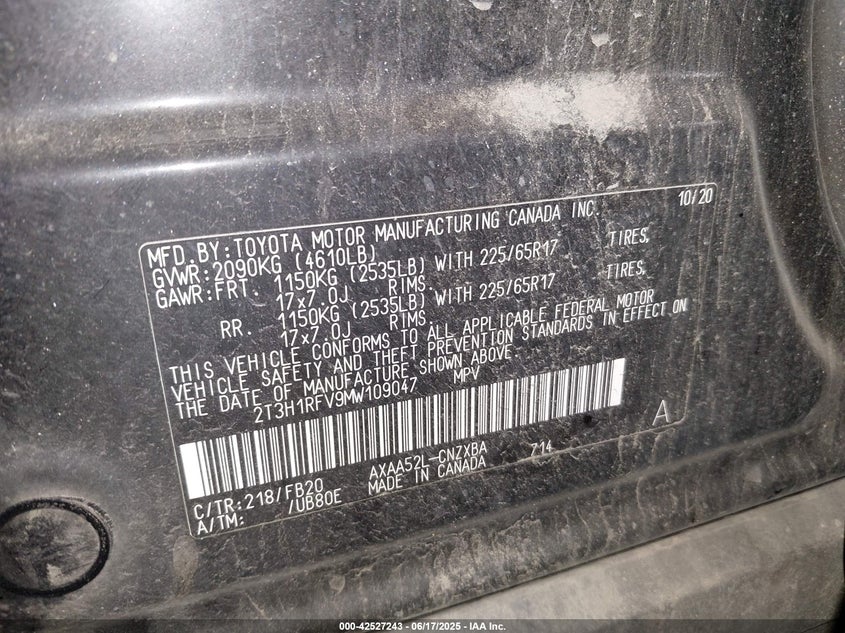 MFD.BY:TOYOTA MOTOR MANUFACTURING CANADA INC. 10/20
GVWR:2090KG (4610LB)
GAWR:FRT. 1150KG (2535LB) WITH 225/65R17 TIRES,
17x7.0J RIMS.
RR. 1150KG (2535LB) WITH 225/65R17 TIRES,
17x7.0J RIMS.
THIS VEHICLE CONFORMS TO ALL APPLICABLE FEDERAL MOTOR
VEHICLE SAFETY AND THEFT PREVENTION STANDARDS IN EFFECT ON
THE DATE OF MANUFACTURE SHOWN ABOVE.
2T3H1RFV9MW109047 MPV
A
C/TR:218/FB20 AXAA52L-CNZXBA 714
A/TM: /UB80E MADE IN CANADA
000-42527243 - 06/17/2025 - IAA Inc.